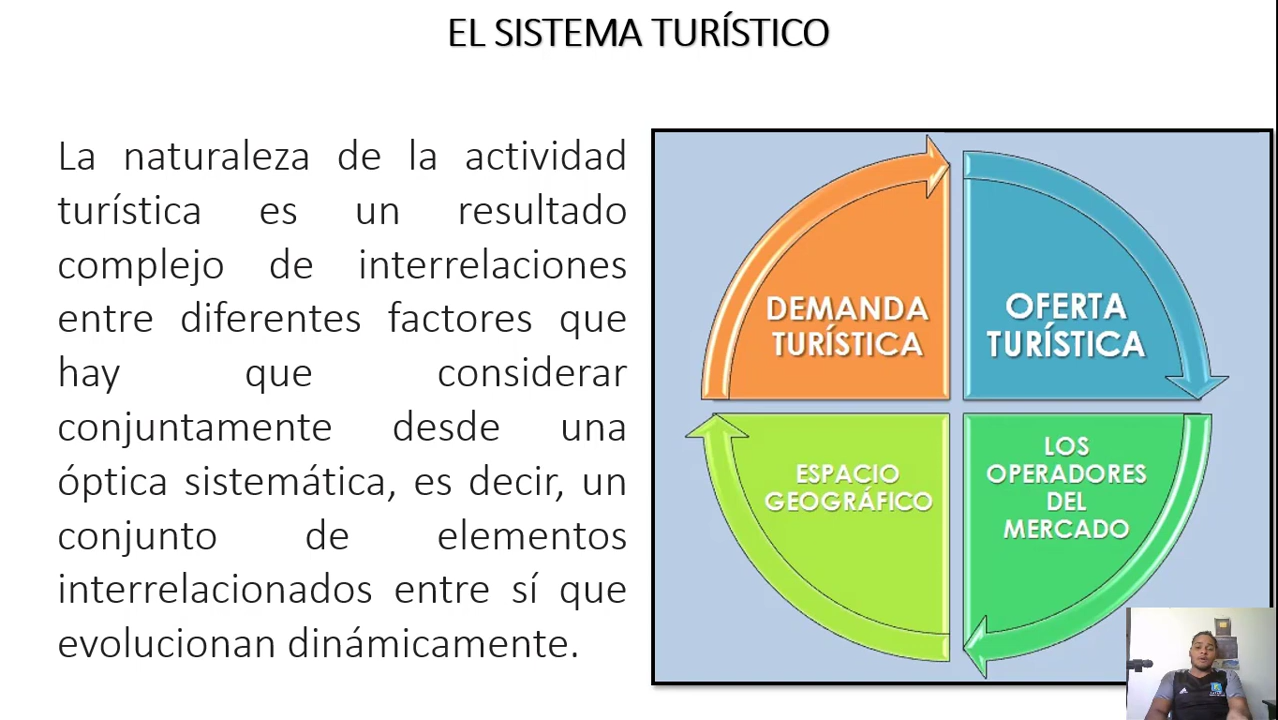 EL SISTEMA TURÍSTICO
La naturaleza de la actividad
turística es un resultado
complejo de interrelaciones
entre diferentes factores que
hay que considerar
conjuntamente desde una
óptica sistemática, es decir, un
conjunto de elementos
interrelacionados entre sí que
evolucionan dinámicamente.
DEMANDA
TURÍSTICA
OFERTA
TURÍSTICA
ESPACIO
GEOGRÁFICO
LOS
OPERADORES
DEL
MERCADO